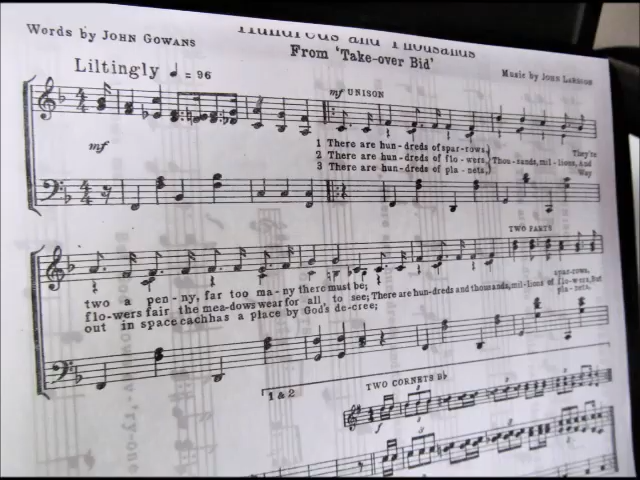 Hundreds and Thousands
Words by JOHN GOWANS
From 'Take-over Bid'
Music by JOHN LARSSON
Liltingly ♩ = 96
mf UNISON
mf
1 There are hun-dreds of spar-rows,
2 There are hun-dreds of flo-wers, Thou-sands, mil-lions, And
3 There are hun-dreds of pla-nets,
They're
Way
TWO PARTS
two a pen-ny, far too ma-ny there must be;
flo-wers fair the mea-dows wear for all to see; There are hun-dreds and thousands, mil-lions of flo-wers, But
out in space each has a place by God's de-cree;
spar-rows,
pla-nets.
1 & 2
TWO CORNETS B♭
f